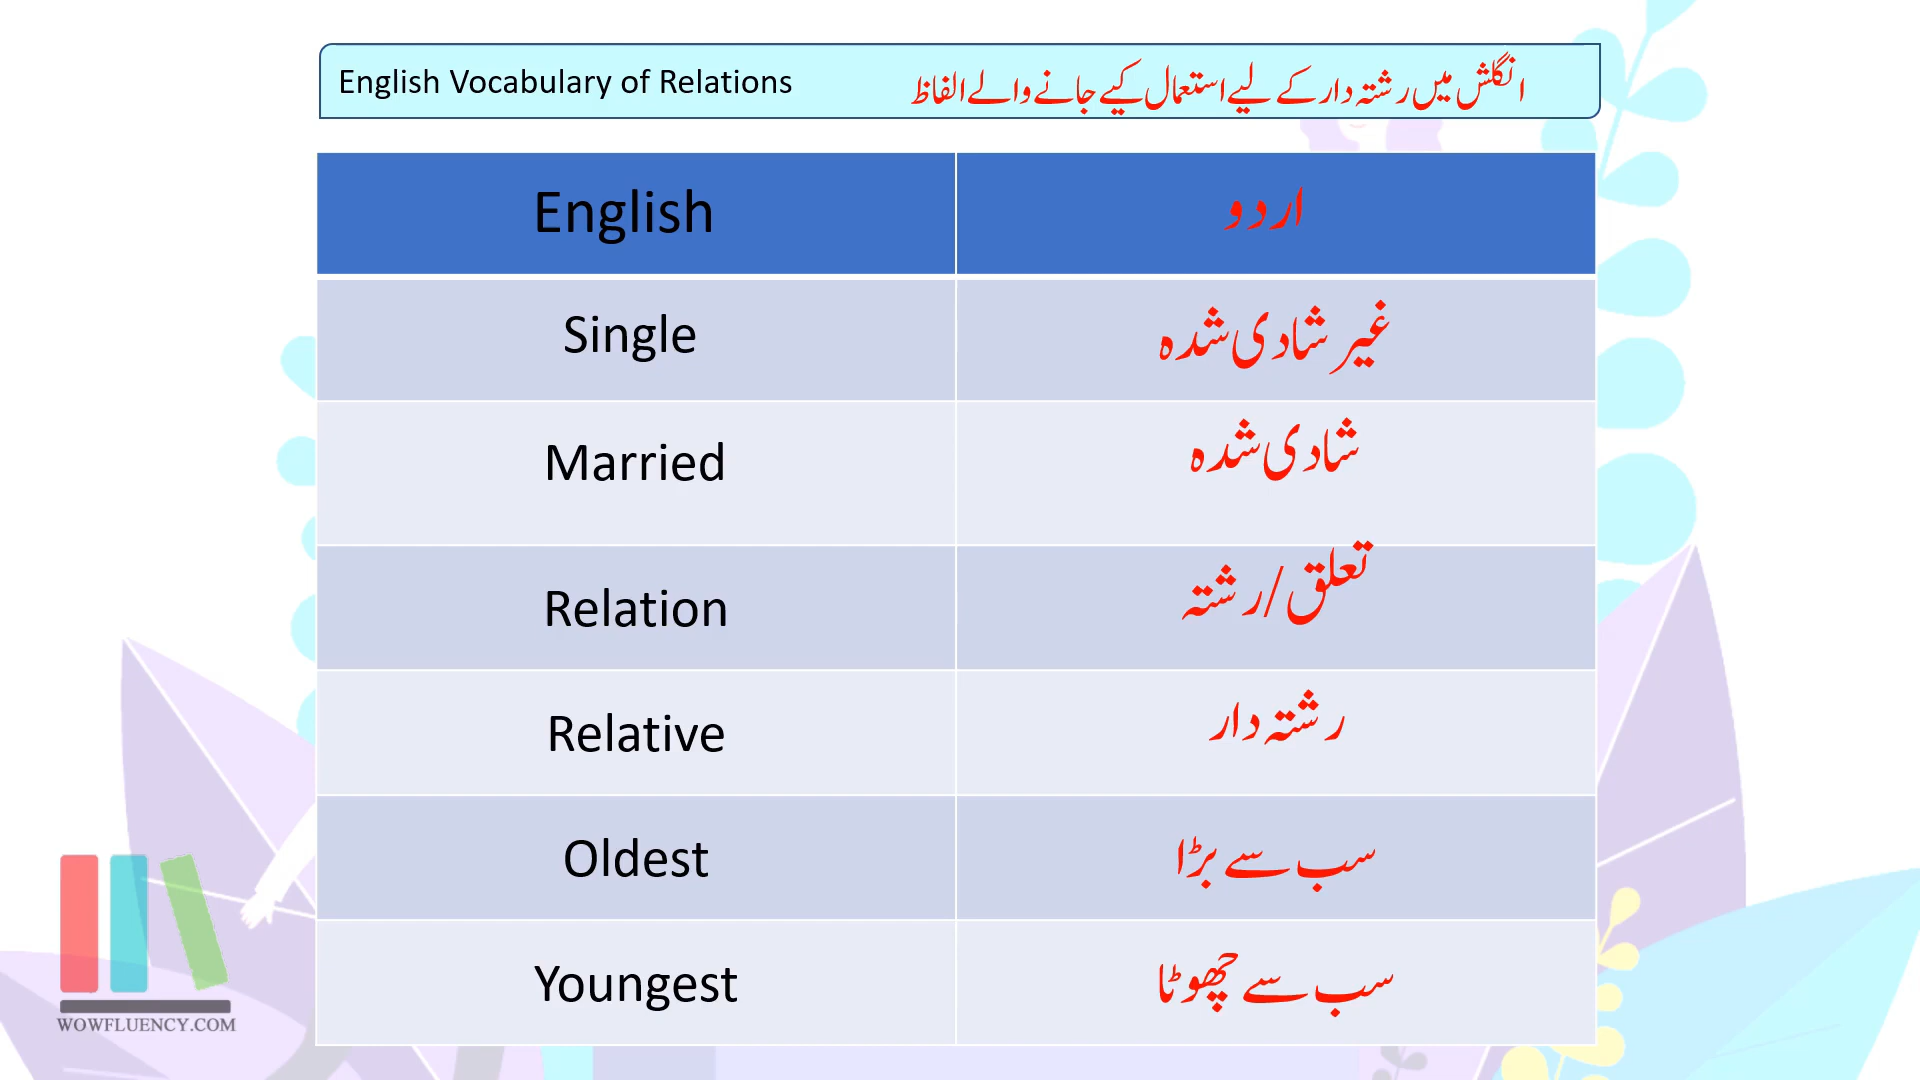 English Vocabulary of Relations انگلش میں رشتہ دار کے لیے استعمال کیے جانے والے الفاظ
English اردو
Single غیر شادی شدہ
Married شادی شدہ
Relation تعلق/رشتہ
Relative رشتہ دار
Oldest سب سے بڑا
Youngest سب سے چھوٹا
WOWFLUENCY.COM